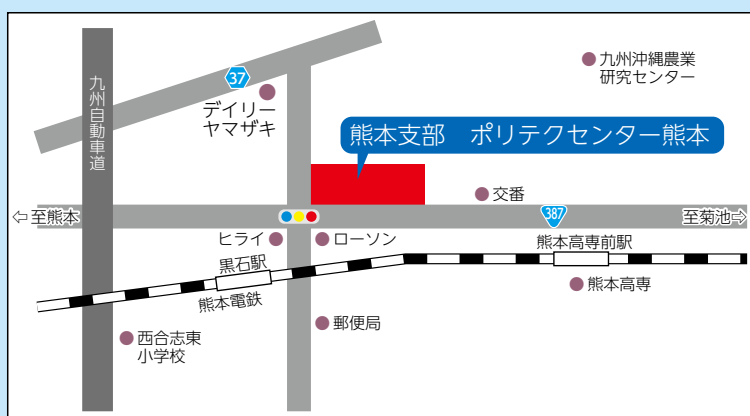 九州自動車道
37
デイリー
ヤマザキ
九州沖縄農業
研究センター
熊本支部　ポリテクセンター熊本
交番
⇦至熊本
387
至菊池⇨
ヒライ
ローソン
熊本高専前駅
黒石駅
熊本電鉄
熊本高専
郵便局
西合志東
小学校